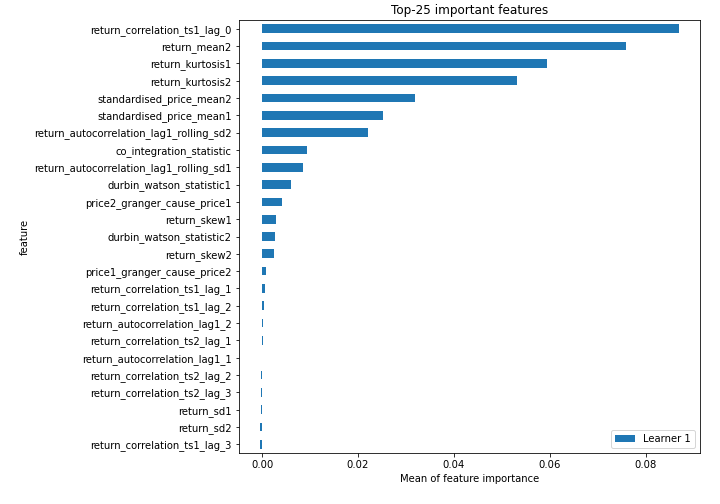 Top-25 important features
return_correlation_ts1_lag_0
return_mean2
return_kurtosis1
return_kurtosis2
standardised_price_mean2
standardised_price_mean1
return_autocorrelation_lag1_rolling_sd2
co_integration_statistic
return_autocorrelation_lag1_rolling_sd1
durbin_watson_statistic1
price2_granger_cause_price1
return_skew1
durbin_watson_statistic2
return_skew2
price1_granger_cause_price2
return_correlation_ts1_lag_1
return_correlation_ts1_lag_2
return_autocorrelation_lag1_2
return_correlation_ts2_lag_1
return_autocorrelation_lag1_1
return_correlation_ts2_lag_2
return_correlation_ts2_lag_3
return_sd1
return_sd2
return_correlation_ts1_lag_3
feature
Learner 1
0.00 0.02 0.04 0.06 0.08
Mean of feature importance